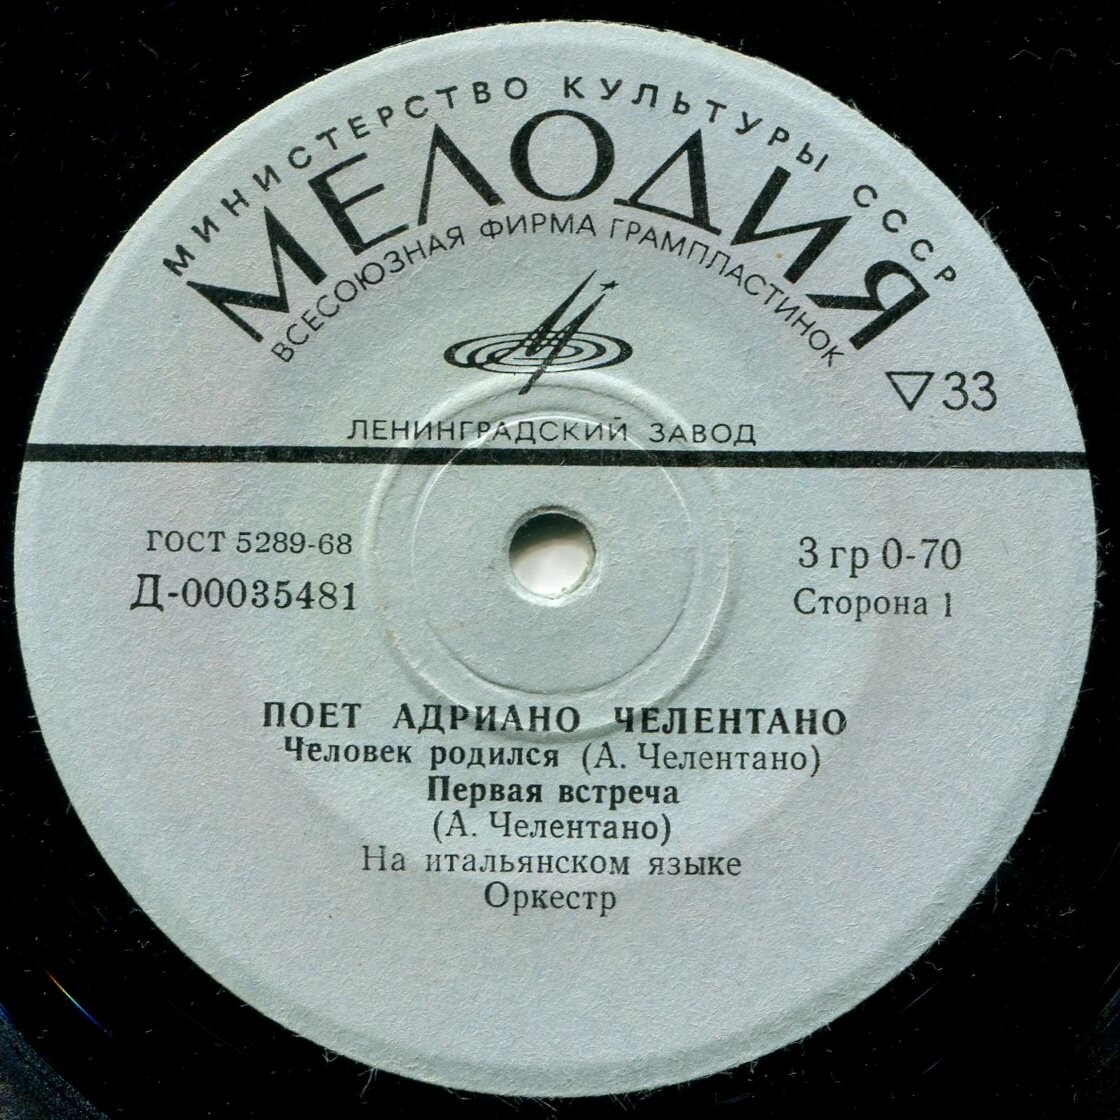 МИНИСТЕРСТВО КУЛЬТУРЫ СССР
МЕЛОДИЯ
ВСЕСОЮЗНАЯ ФИРМА ГРАМПЛАСТИНОК
▽33
ЛЕНИНГРАДСКИЙ ЗАВОД
ГОСТ 5289-68
Д-00035481
3 гр 0-70
Сторона 1
ПОЕТ АДРИАНО ЧЕЛЕНТАНО
Человек родился (А. Челентано)
Первая встреча
(А. Челентано)
На итальянском языке
Оркестр